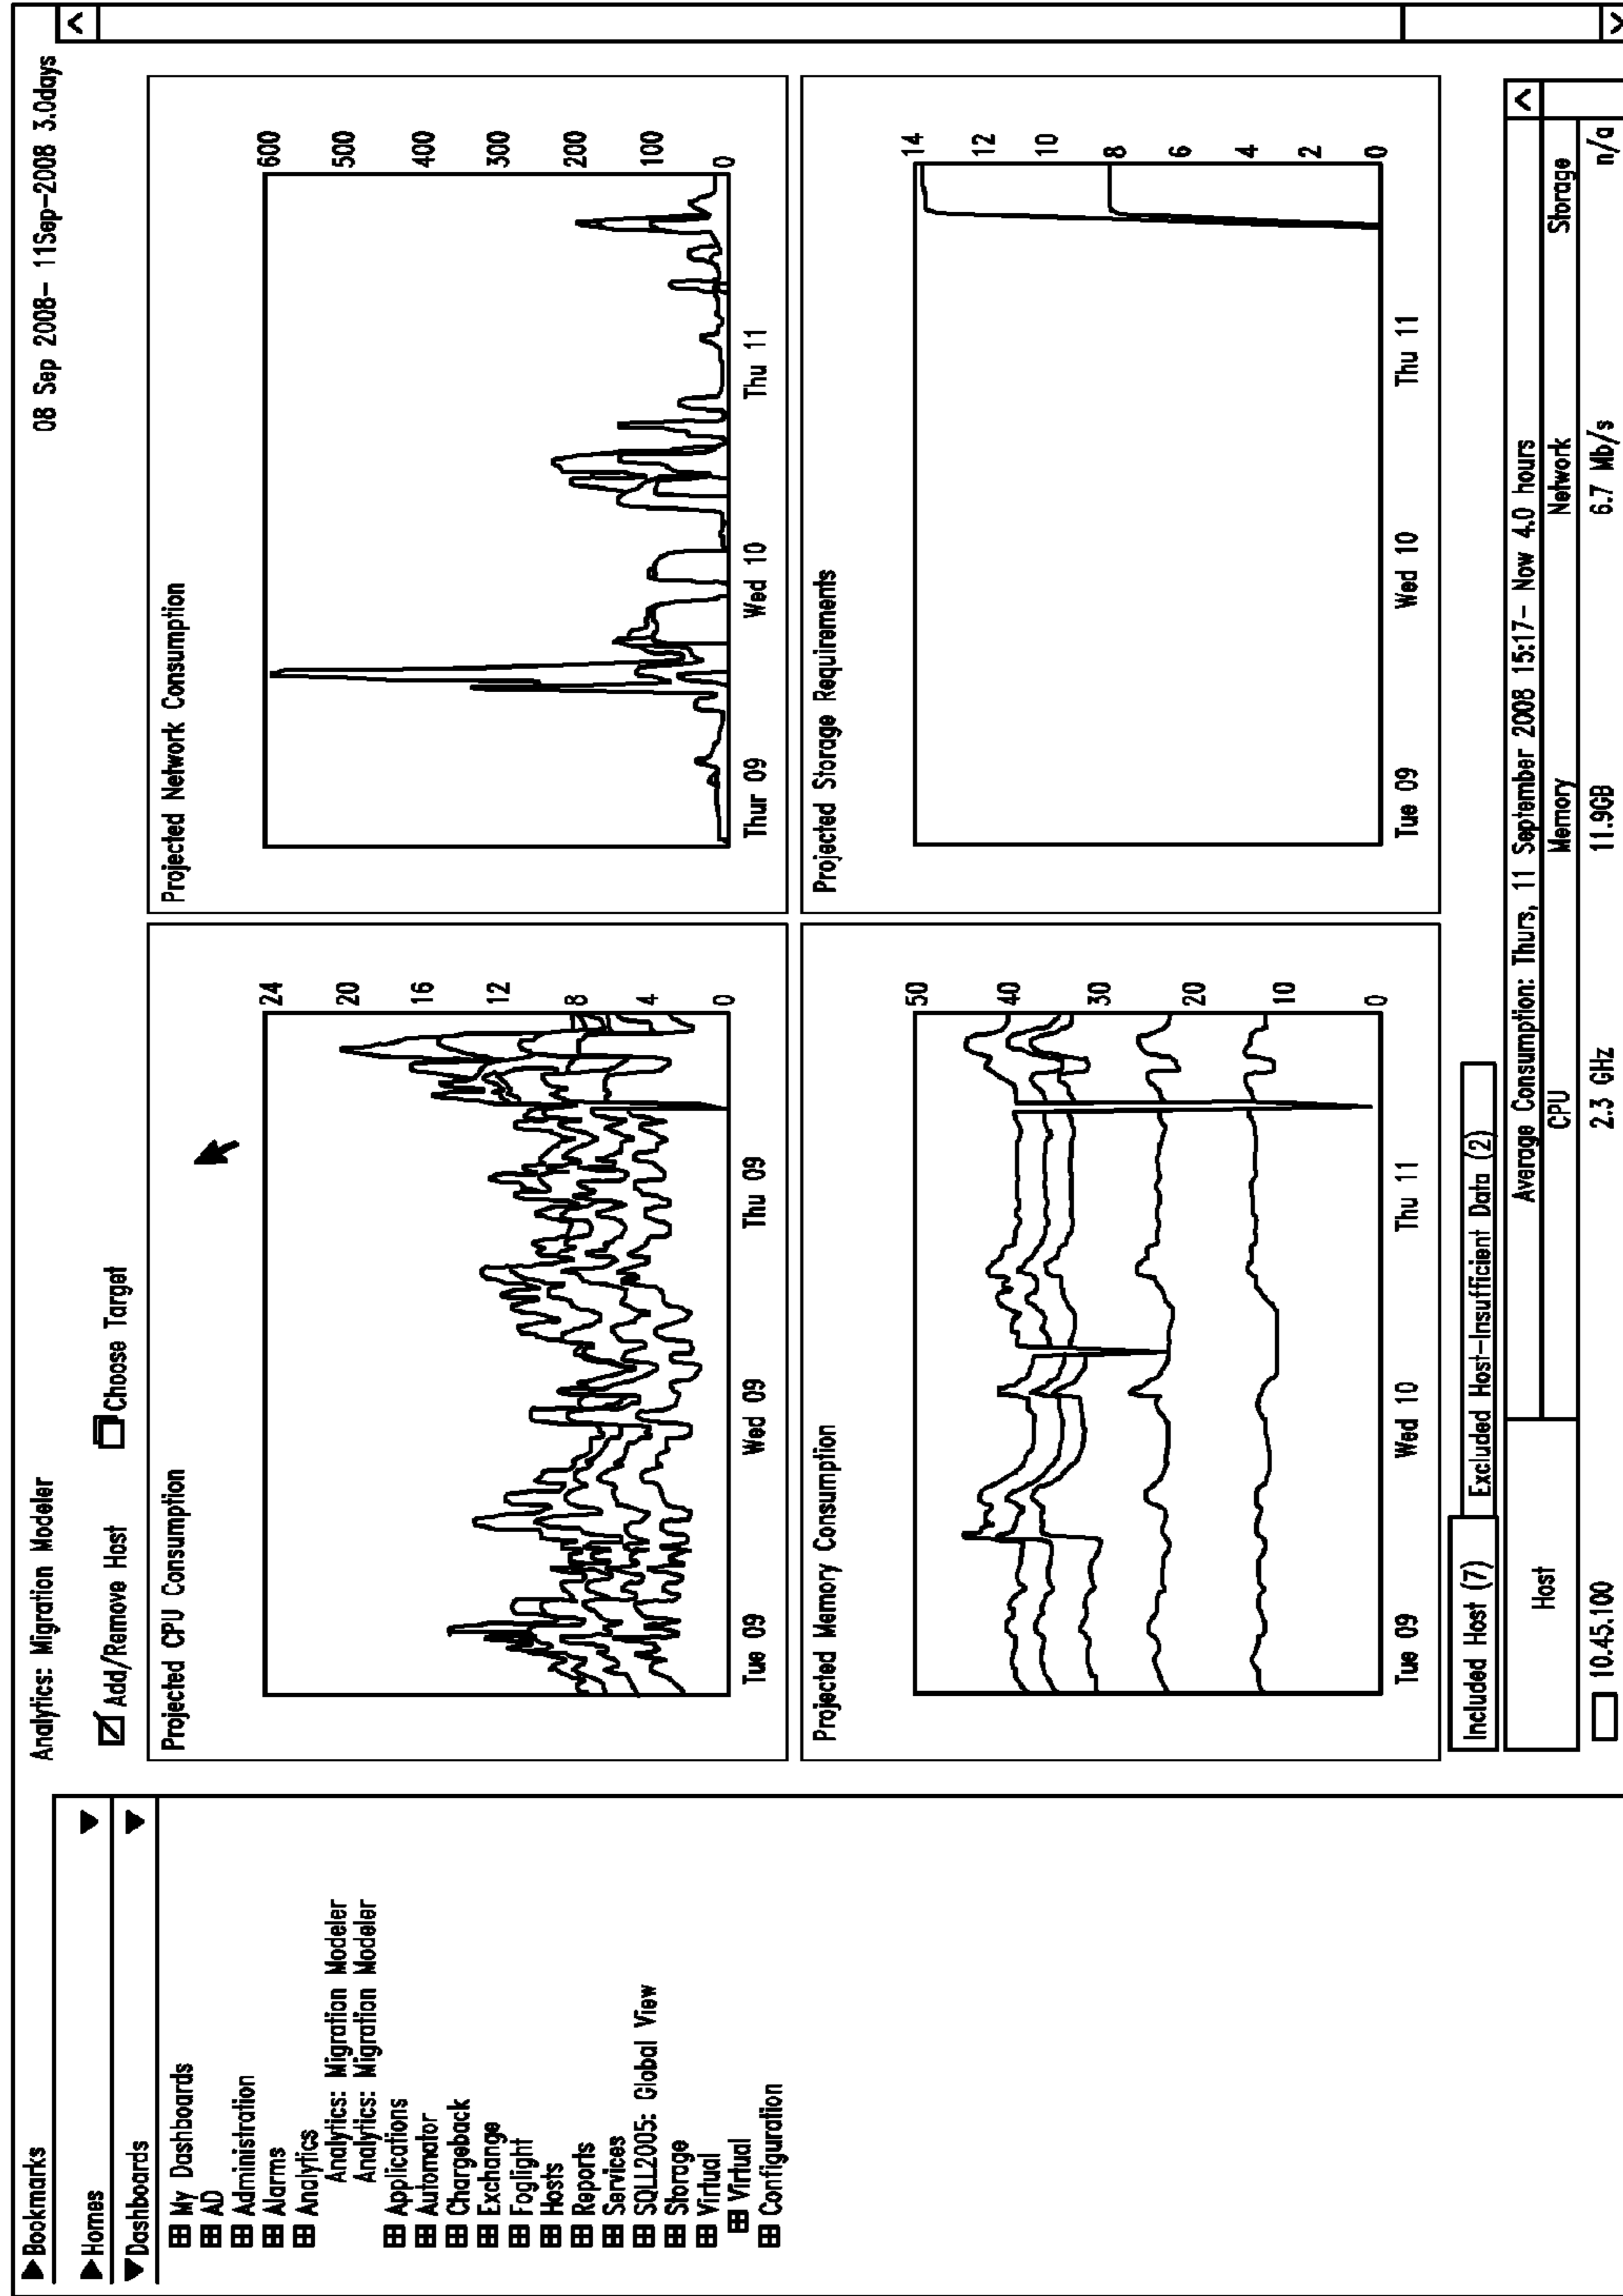 Analytics: Migration Modeler
08 Sep 2008- 11Sep-2008 3.0days
Bookmarks
Homes
Dashboards
My Dashboards
AD
Administration
Alarms
Analytics
Analytics: Migration Modeler
Analytics: Migration Modeler
Applications
Automator
Chargeback
Exchange
Foglight
Hosts
Reports
Services
SQLL2005: Global View
Storage
Virtual
Virtual
Configuration
Add/Remove Host
Choose Target
Projected CPU Consumption
24
20
16
12
8
4
0
Tue 09
Wed 09
Thu 09
Projected Network Consumption
600
500
400
300
200
100
0
Thur 09
Wed 10
Thu 11
Projected Memory Consumption
50
40
30
20
10
0
Tue 09
Wed 10
Thu 11
Projected Storage Requirements
14
12
10
8
6
4
2
0
Tue 09
Wed 10
Thu 11
Included Host (7)
Excluded Host-Insufficient Data (2)
Average Consumption: Thurs, 11 September 2008 15:17- Now 4.0 hours
Host
CPU
Memory
Network
Storage
10.45.100
2.3 GHz
11.9GB
6.7 Mb/s
n/a